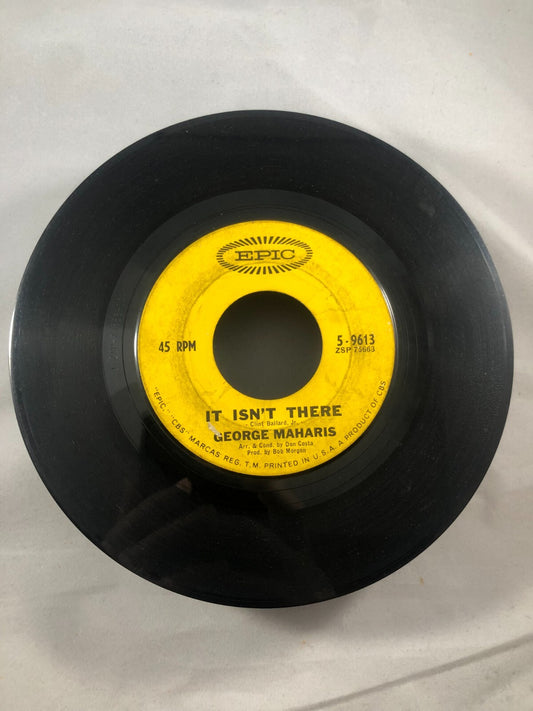 EPIC
45 RPM
5-9613
ZSP 75663
IT ISN'T THERE
- Clint Ballard, Jr. -
GEORGE MAHARIS
Arr. & Cond. by Don Costa
Prod. by Bob Morgan
"EPIC," "CBS" MARCAS REG. T.M. PRINTED IN U.S.A. A PRODUCT OF CBS